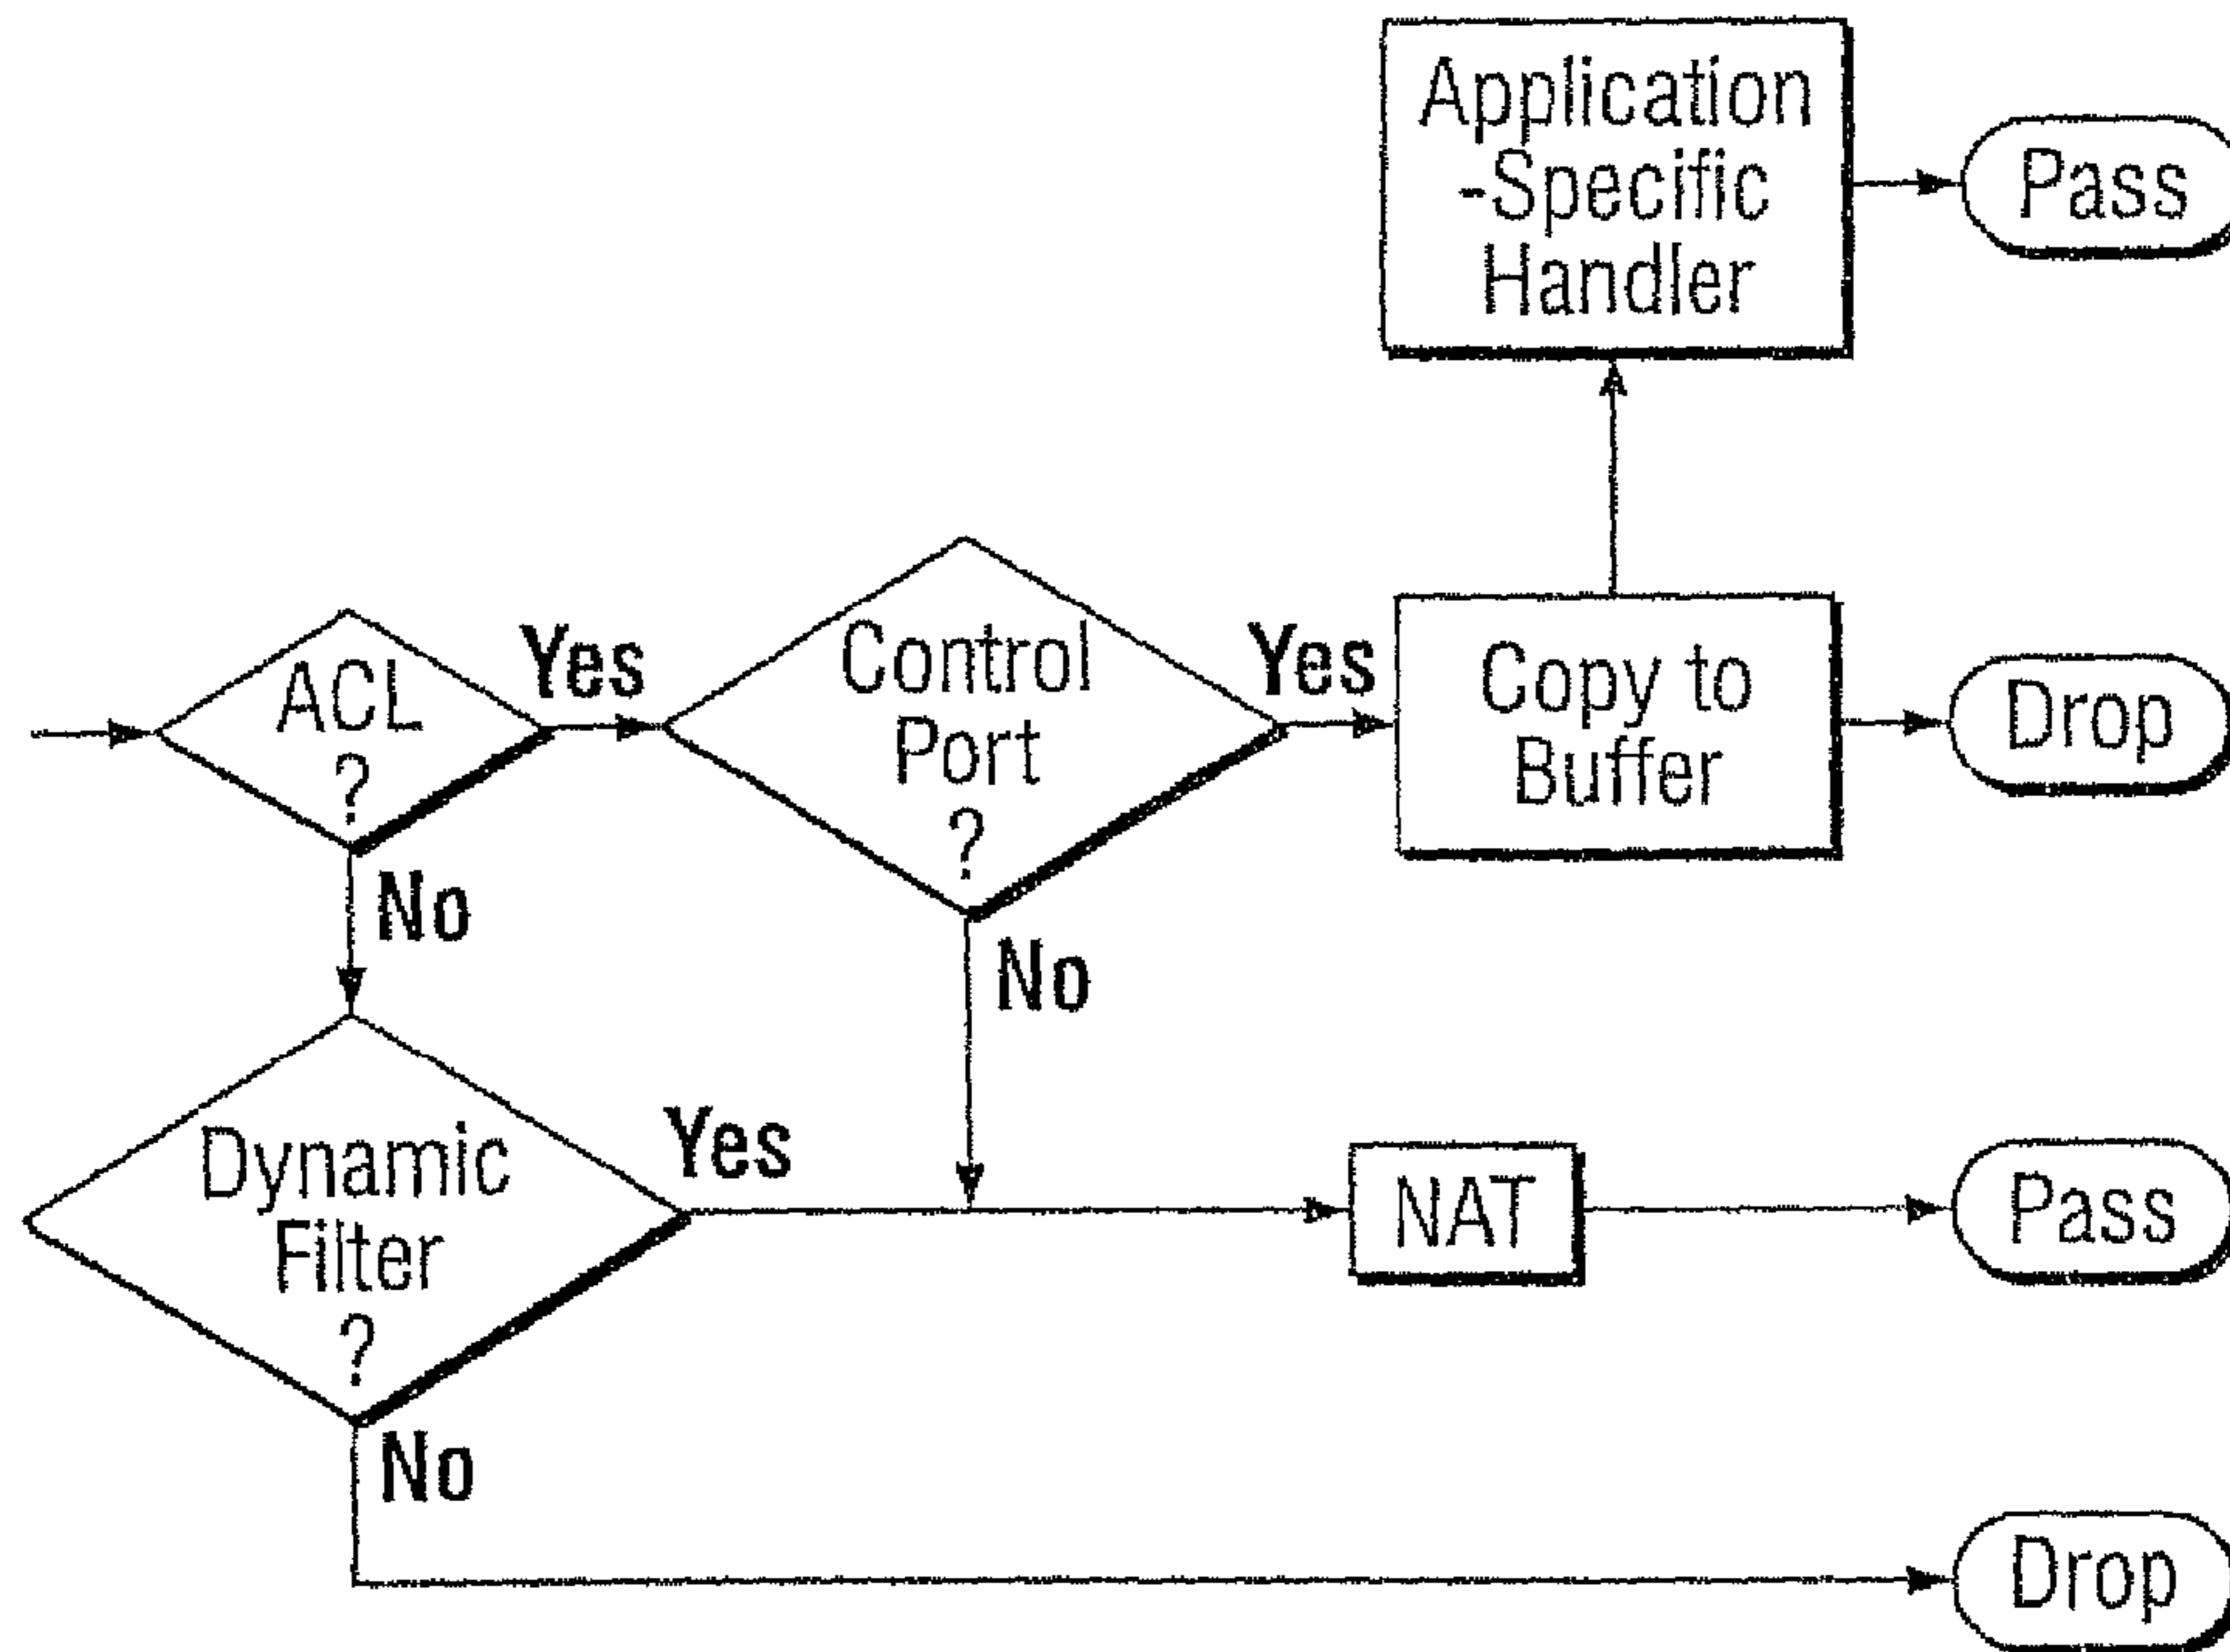 Application
-Specific
Handler
Pass
ACL
?
Yes
Control
Port
?
Yes
Copy to
Buffer
Drop
No
No
Dynamic
Filter
?
Yes
NAT
Pass
No
Drop